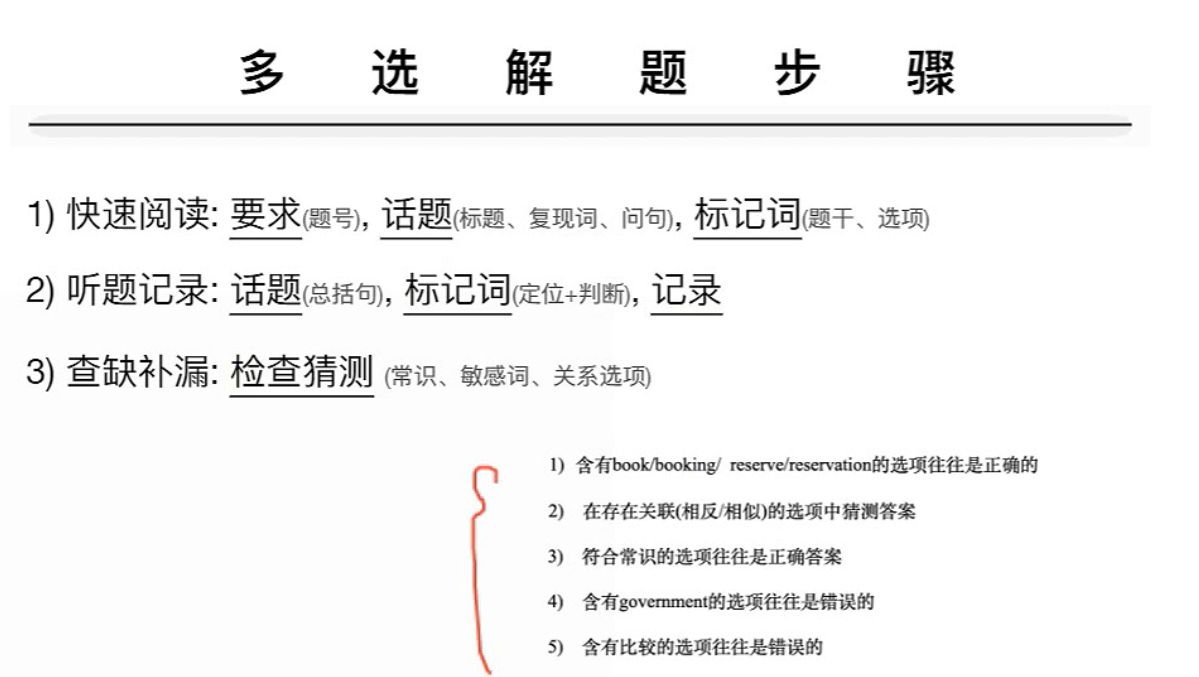 多选解题步骤
1) 快速阅读: 要求(题号), 话题(标题、复现词、问句), 标记词(题干、选项)
2) 听题记录: 话题(总括句), 标记词(定位+判断), 记录
3) 查缺补漏: 检查猜测 (常识、敏感词、关系选项)
1) 含有book/booking/ reserve/reservation的选项往往是正确的
2) 在存在关联(相反/相似)的选项中猜测答案
3) 符合常识的选项往往是正确答案
4) 含有government的选项往往是错误的
5) 含有比较的选项往往是错误的